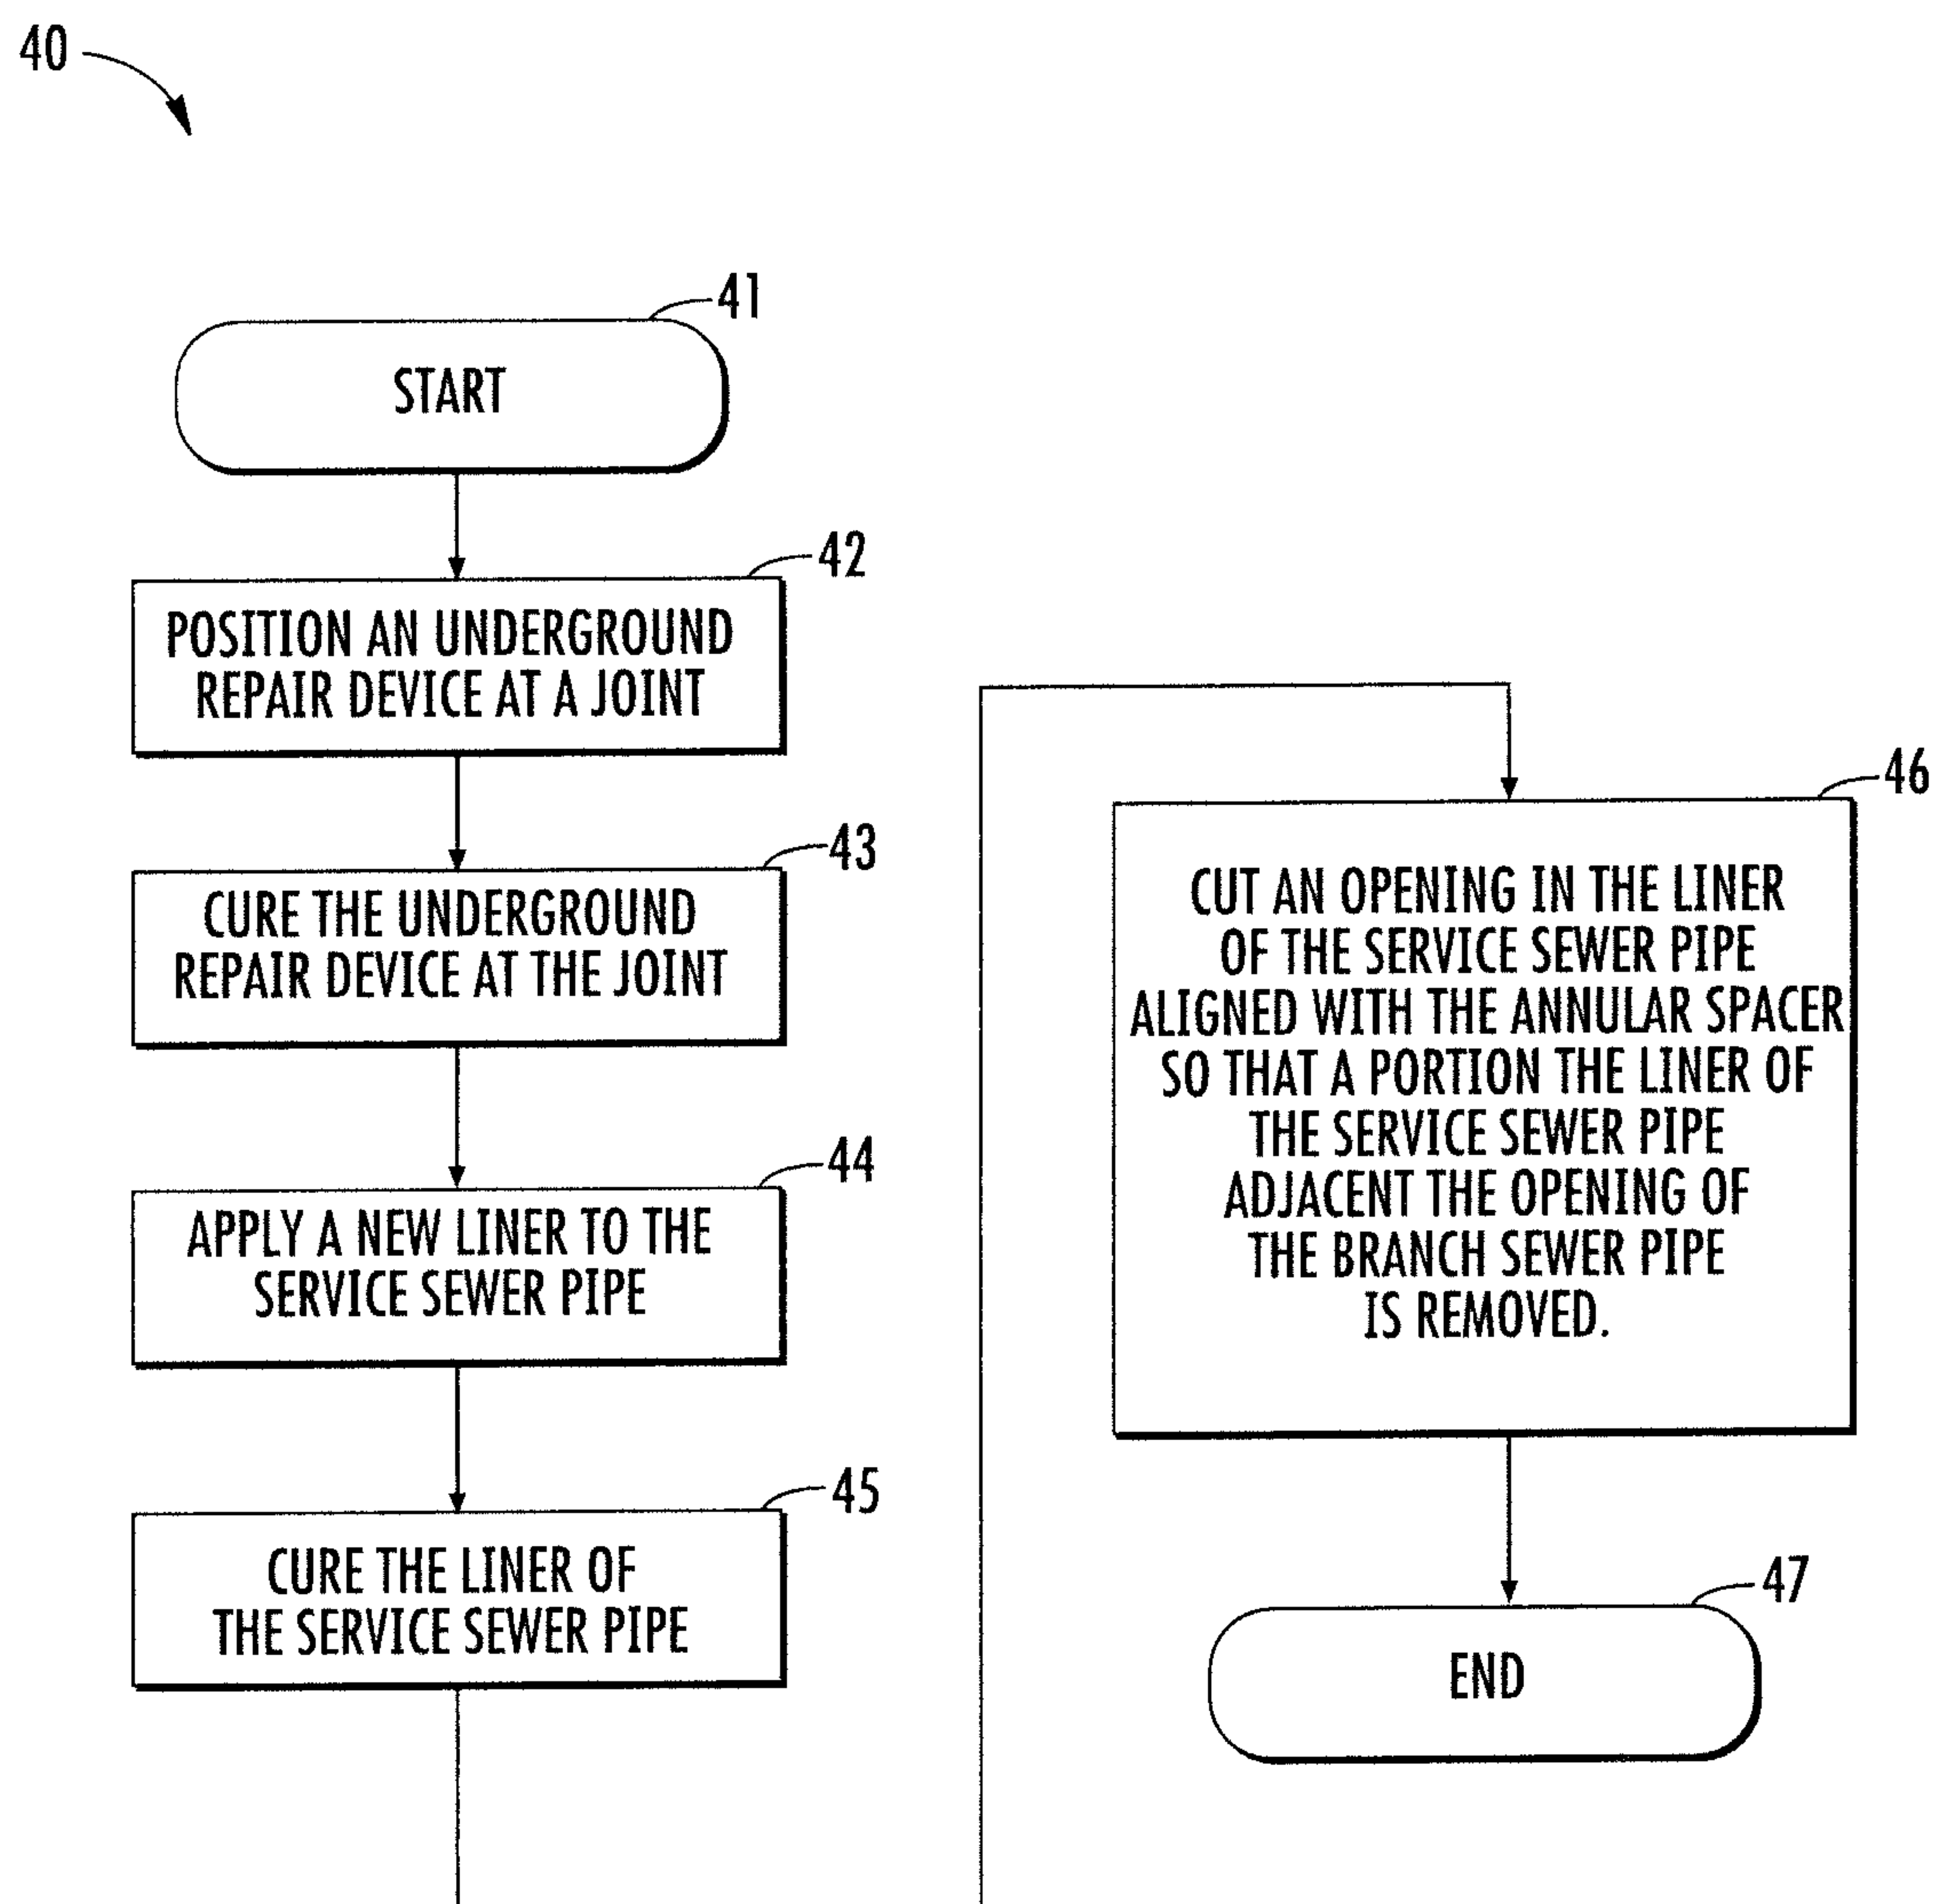 40
41
START
42
POSITION AN UNDERGROUND
REPAIR DEVICE AT A JOINT
43
CURE THE UNDERGROUND
REPAIR DEVICE AT THE JOINT
44
APPLY A NEW LINER TO THE
SERVICE SEWER PIPE
45
CURE THE LINER OF
THE SERVICE SEWER PIPE
46
CUT AN OPENING IN THE LINER
OF THE SERVICE SEWER PIPE
ALIGNED WITH THE ANNULAR SPACER
SO THAT A PORTION THE LINER OF
THE SERVICE SEWER PIPE
ADJACENT THE OPENING OF
THE BRANCH SEWER PIPE
IS REMOVED.
47
END